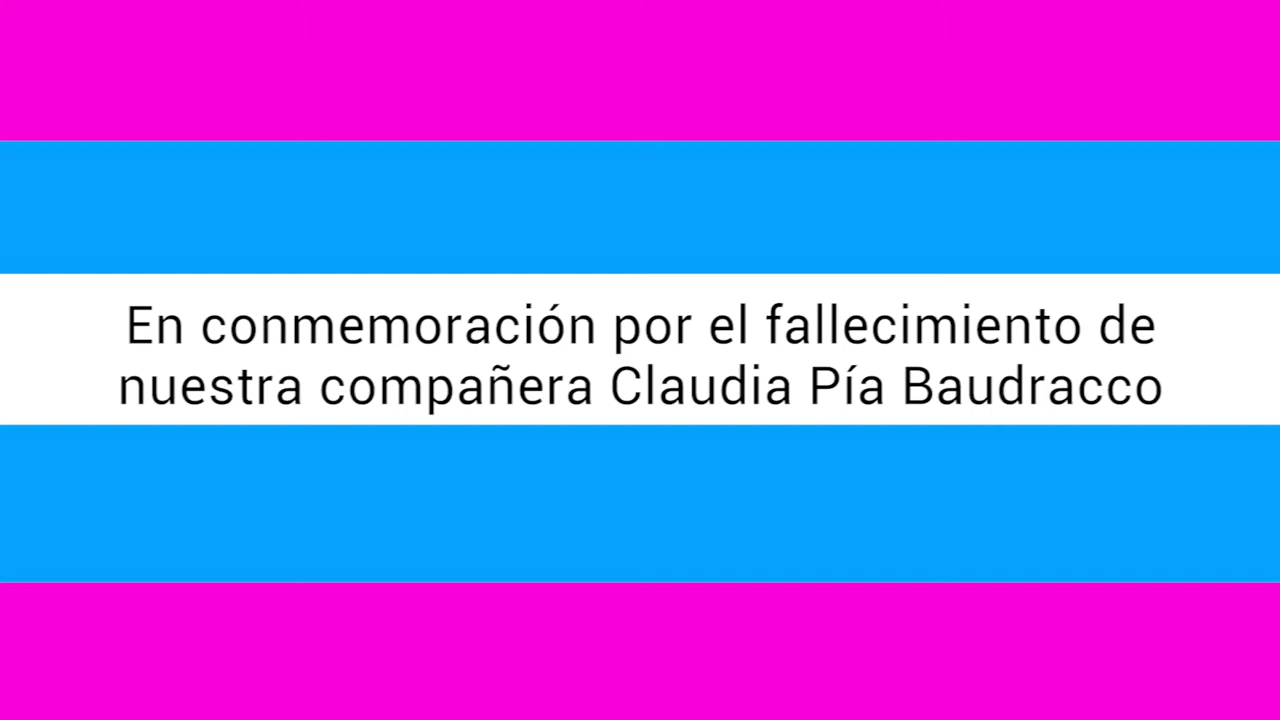 En conmemoración por el fallecimiento de
nuestra compañera Claudia Pía Baudracco